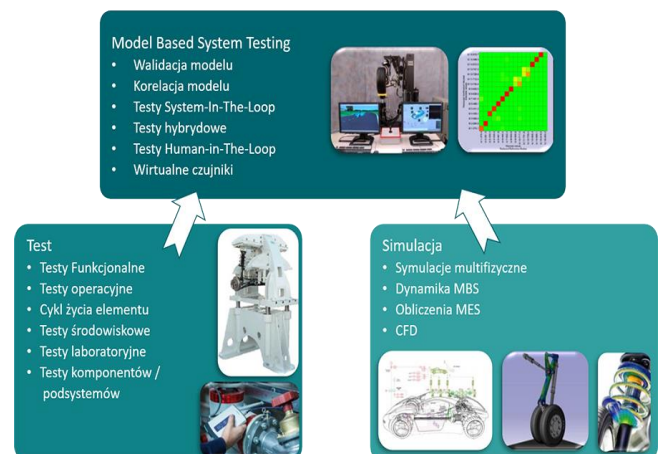 Model Based System Testing
• Walidacja modelu
• Korelacja modelu
• Testy System-In-The-Loop
• Testy hybrydowe
• Testy Human-in-The-Loop
• Wirtualne czujniki
Test
• Testy Funkcjonalne
• Testy operacyjne
• Cykl życia elementu
• Testy środowiskowe
• Testy laboratoryjne
• Testy komponentów /
podsystemów
Simulacja
• Symulacje multifizyczne
• Dynamika MBS
• Obliczenia MES
• CFD